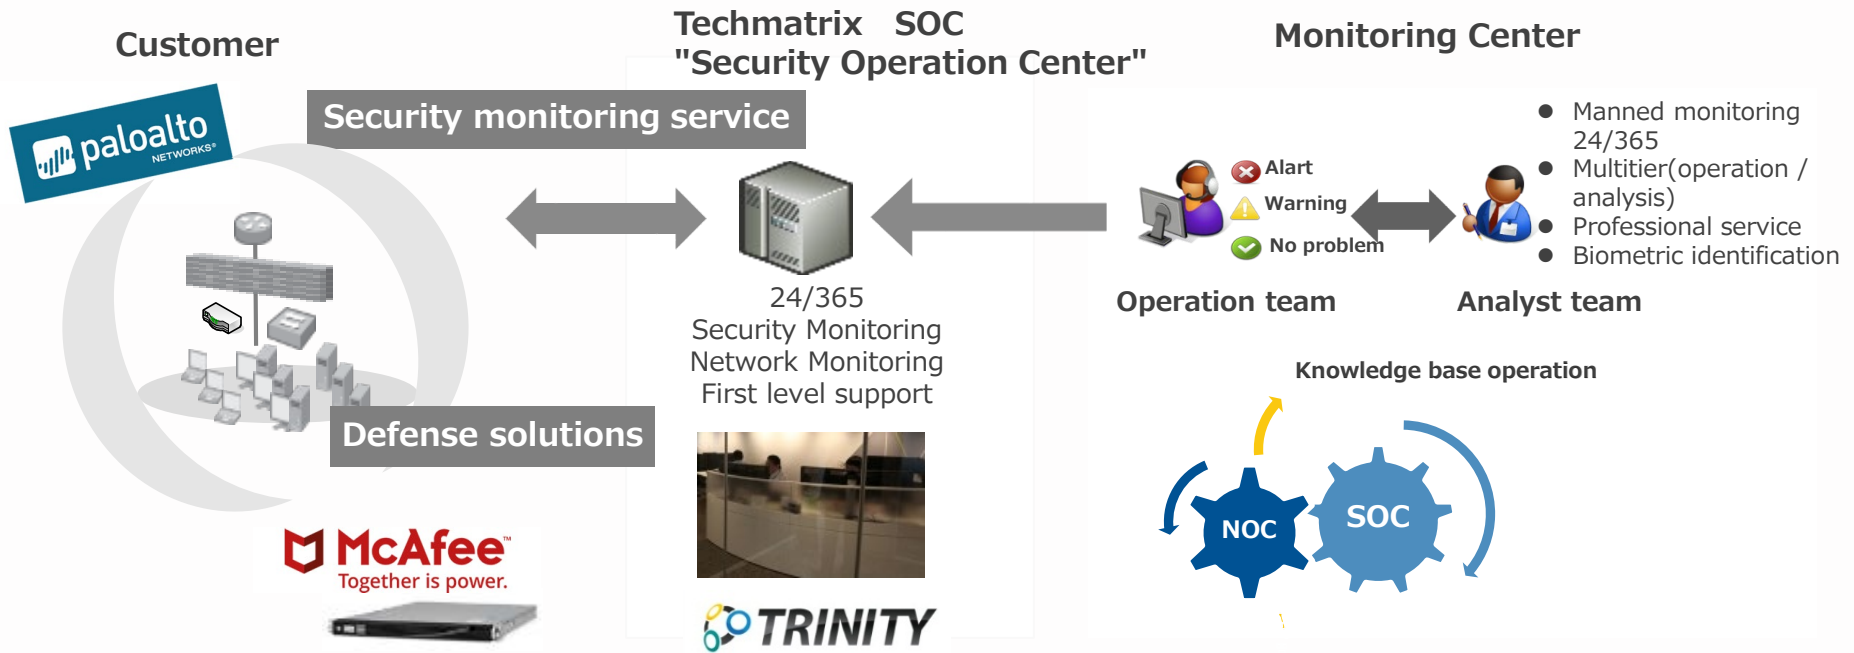 Customer
Techmatrix SOC
"Security Operation Center"
Monitoring Center
paloalto
NETWORKS®
Security monitoring service
Defense solutions
McAfee™
Together is power.
24/365
Security Monitoring
Network Monitoring
First level support
TRINITY
Alart
Warning
No problem
Operation team
Analyst team
● Manned monitoring
24/365
● Multitier(operation /
analysis)
● Professional service
● Biometric identification
Knowledge base operation
NOC
SOC